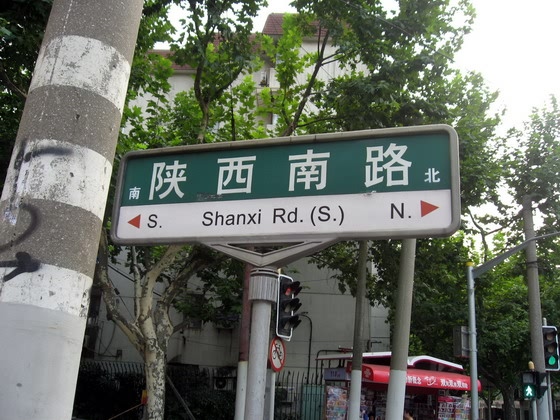 南 陕西南路 北
S. Shanxi Rd. (S.) N.